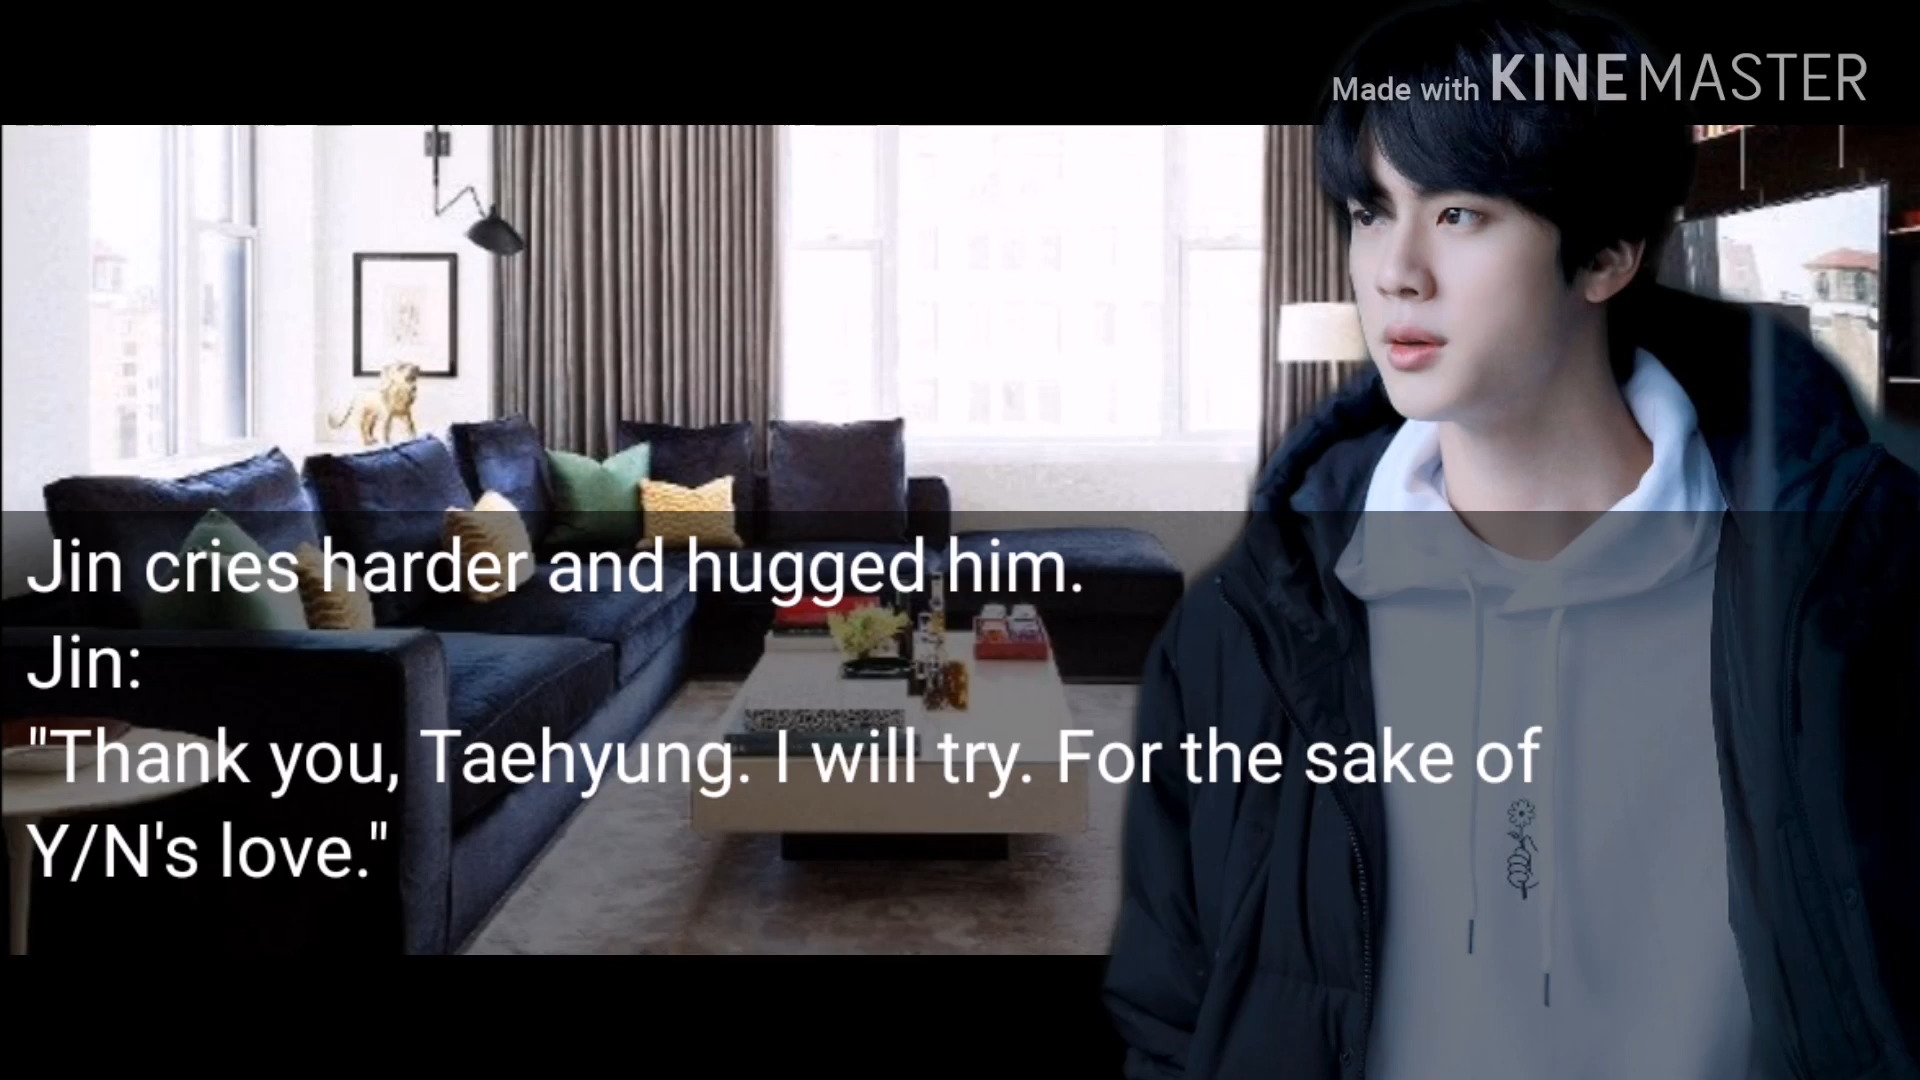 Made with KINEMASTER
Jin cries harder and hugged him.
Jin:
"Thank you, Taehyung. I will try. For the sake of
Y/N's love."